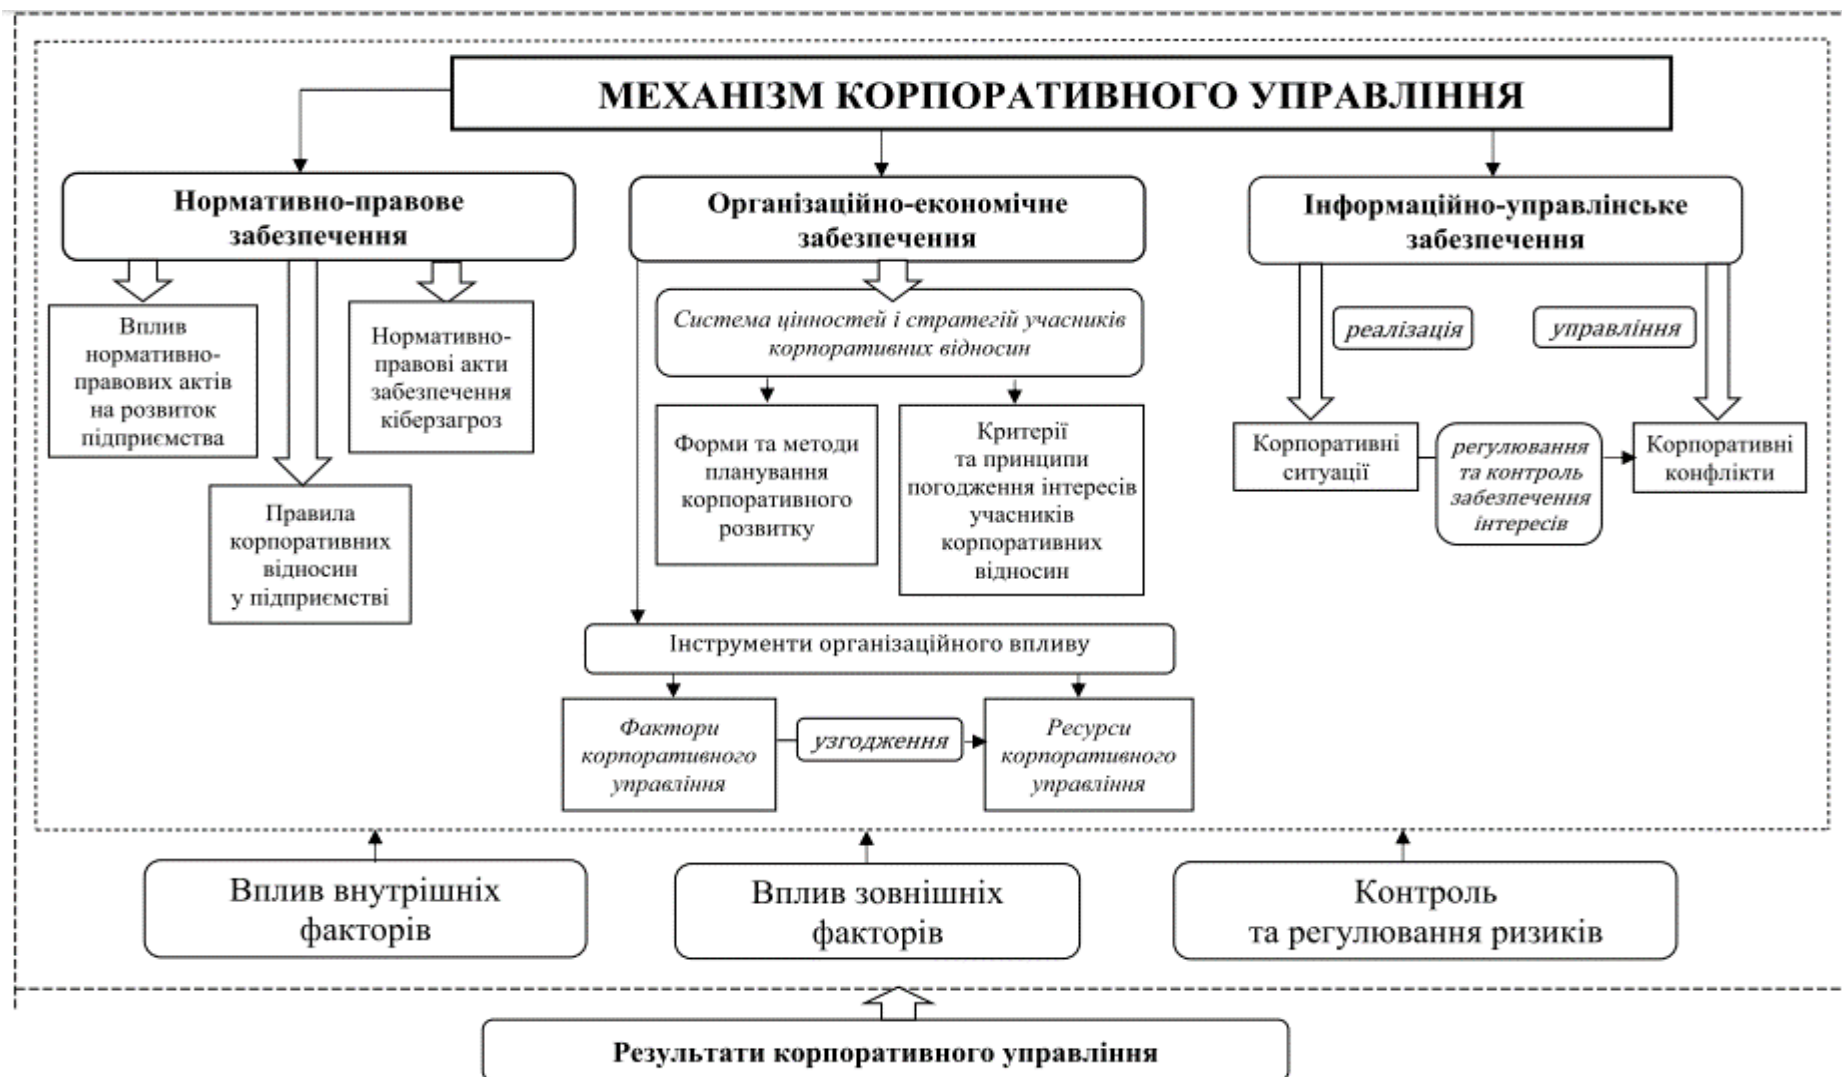 МЕХАНІЗМ КОРПОРАТИВНОГО УПРАВЛІННЯ
Нормативно-правове
забезпечення
Організаційно-економічне
забезпечення
Інформаційно-управлінське
забезпечення
Вплив
нормативно-
правових актів
на розвиток
підприємства
Нормативно-
правові акти
забезпечення
кіберзагроз
Правила
корпоративних
відносин
у підприємстві
Система цінностей і стратегій учасників
корпоративних відносин
Форми та методи
планування
корпоративного
розвитку
Критерії
та принципи
погодження інтересів
учасників
корпоративних
відносин
реалізація
управління
Корпоративні
ситуації
регулювання
та контроль
забезпечення
інтересів
Корпоративні
конфлікти
Інструменти організаційного впливу
Фактори
корпоративного
управління
узгодження
Ресурси
корпоративного
управління
Вплив внутрішніх
факторів
Вплив зовнішніх
факторів
Контроль
та регулювання ризиків
Результати корпоративного управління